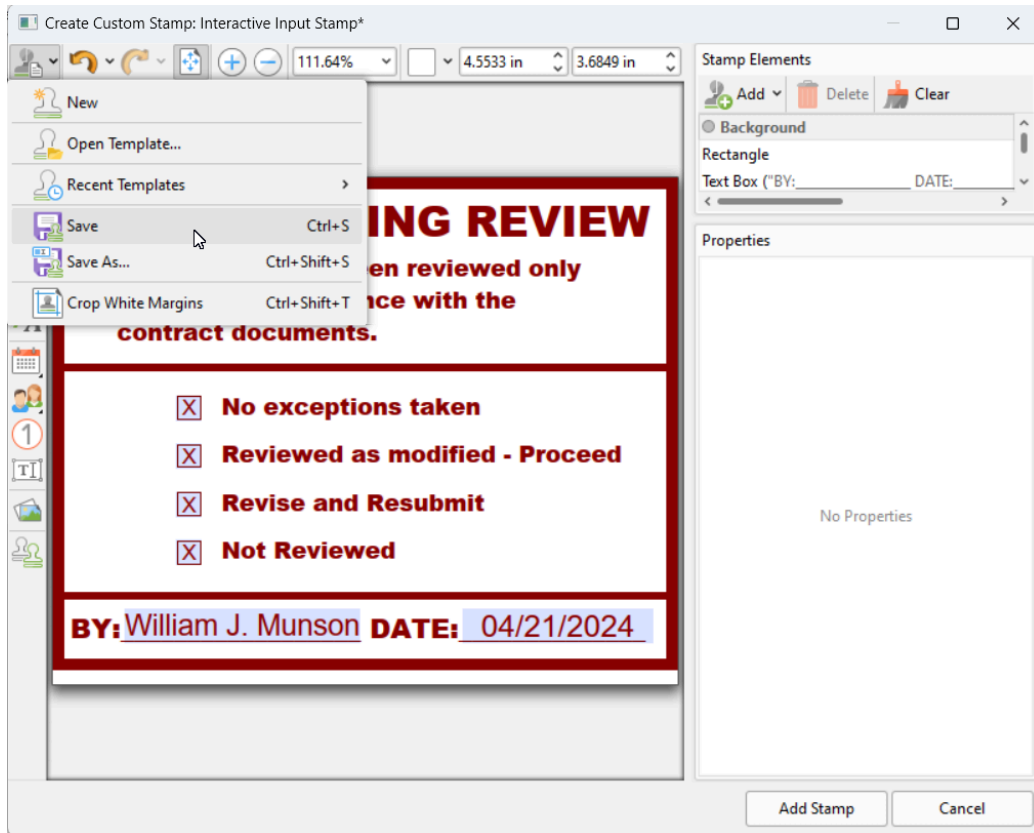 Create Custom Stamp: Interactive Input Stamp*
111.64% 4.5533 in 3.6849 in
New
Open Template...
Recent Templates
Save Ctrl+S
Save As... Ctrl+Shift+S
Crop White Margins Ctrl+Shift+T
ING REVIEW
en reviewed only
nce with the
contract documents.
X No exceptions taken
X Reviewed as modified - Proceed
X Revise and Resubmit
X Not Reviewed
BY: William J. Munson DATE: 04/21/2024
Stamp Elements
Add Delete Clear
Background
Rectangle
Text Box ("BY:____________ DATE:_______
Properties
No Properties
Add Stamp Cancel